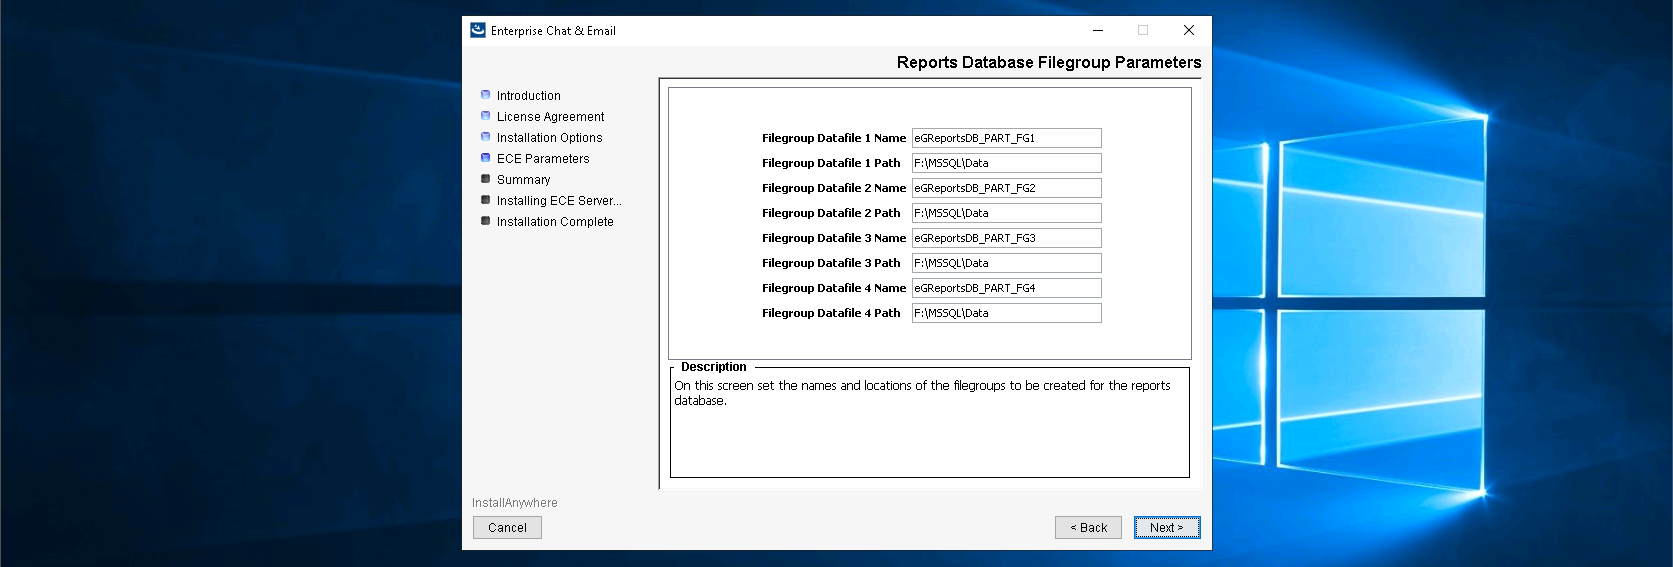 Enterprise Chat & Email
Reports Database Filegroup Parameters
Introduction
License Agreement
Installation Options
ECE Parameters
Summary
Installing ECE Server...
Installation Complete
Filegroup Datafile 1 Name eGReportsDB_PART_FG1
Filegroup Datafile 1 Path F:\MSSQL\Data
Filegroup Datafile 2 Name eGReportsDB_PART_FG2
Filegroup Datafile 2 Path F:\MSSQL\Data
Filegroup Datafile 3 Name eGReportsDB_PART_FG3
Filegroup Datafile 3 Path F:\MSSQL\Data
Filegroup Datafile 4 Name eGReportsDB_PART_FG4
Filegroup Datafile 4 Path F:\MSSQL\Data
Description
On this screen set the names and locations of the filegroups to be created for the reports
database.
InstallAnywhere
Cancel < Back Next >